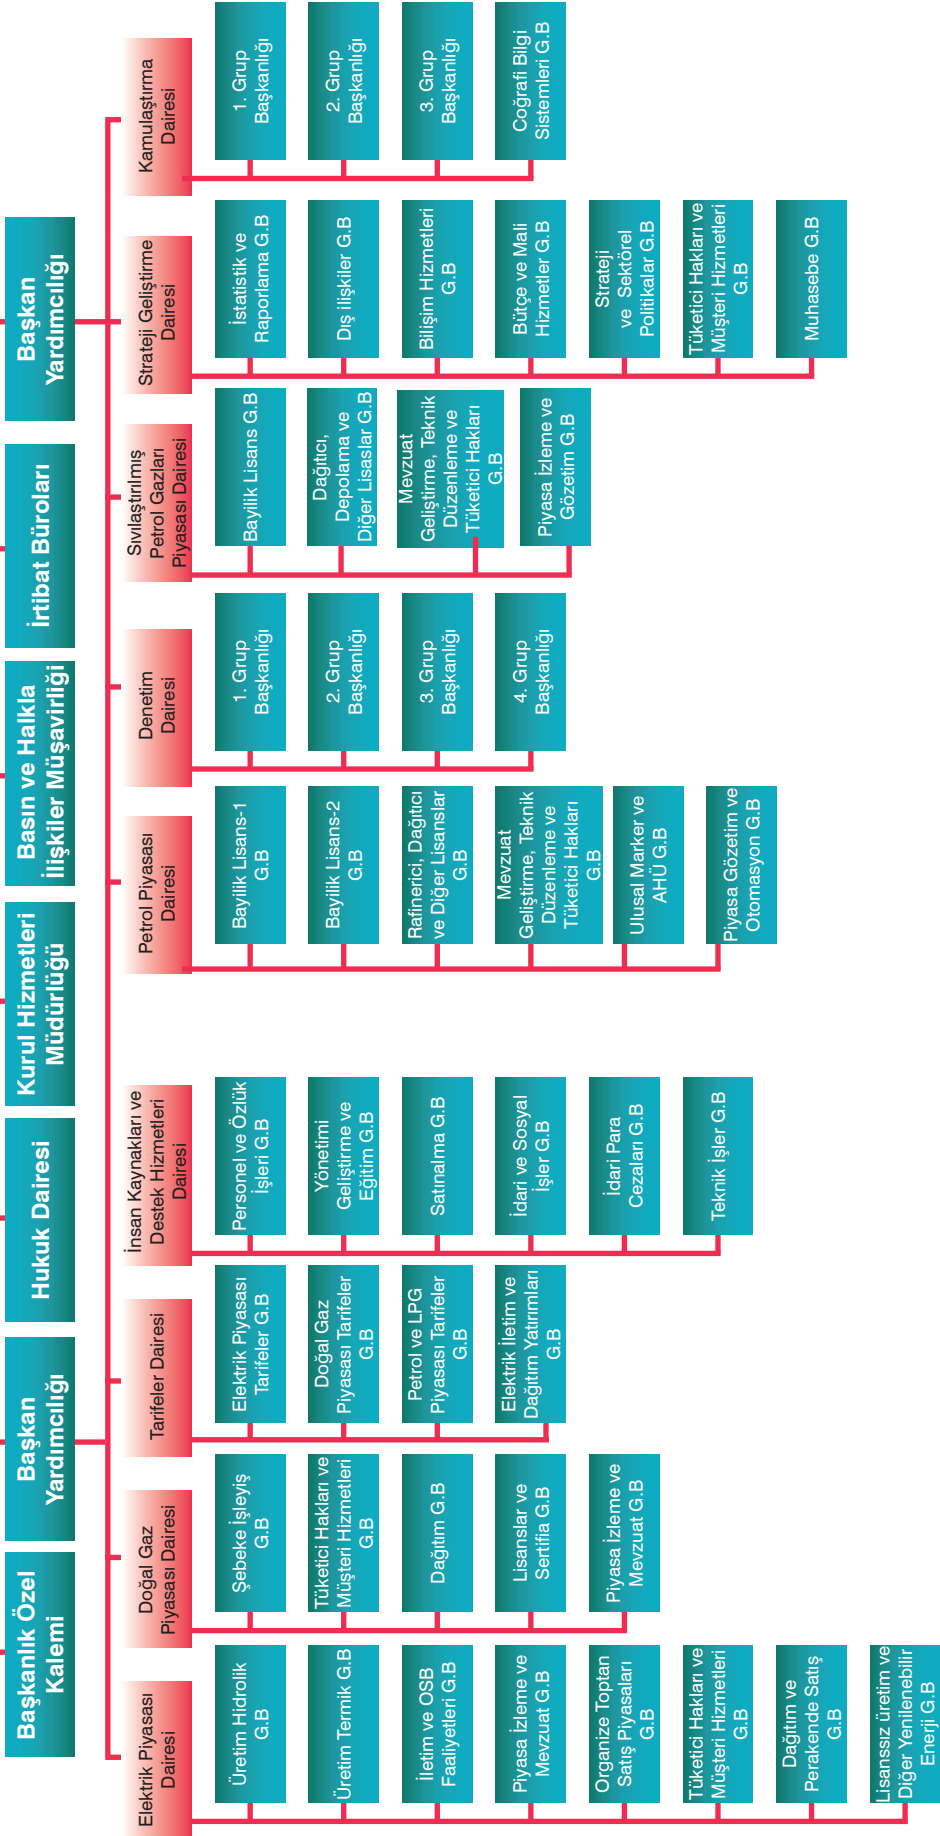 Başkanlık Özel
Kalemi
Başkan
Yardımcılığı
Hukuk Dairesi
Kurul Hizmetleri
Müdürlüğü
Basın ve Halkla
İlişkiler Müşavirliği
İrtibat Büroları
Başkan
Yardımcılığı
Elektrik Piyasası
Dairesi
Üretim Hidrolik
G.B
Üretim Termik G.B
İletim ve OSB
Faaliyetleri G.B
Piyasa İzleme ve
Mevzuat G.B
Organize Toptan
Satış Piyasaları
G.B
Tüketici Hakları ve
Müşteri Hizmetleri
G.B
Dağıtım ve
Perakende Satış
G.B
Lisanssız üretim ve
Diğer Yenilenebilir
Enerji G.B
Doğal Gaz
Piyasası Dairesi
Şebeke İşleyiş
G.B
Tüketici Hakları ve
Müşteri Hizmetleri
G.B
Dağıtım G.B
Lisanslar ve
Sertifia G.B
Piyasa İzleme ve
Mevzuat G.B
Tarifeler Dairesi
Elektrik Piyasası
Tarifeler G.B
Doğal Gaz
Piyasası Tarifeler
G.B
Petrol ve LPG
Piyasası Tarifeler
G.B
Elektrik İletim ve
Dağıtım Yatırımları
G.B
İnsan Kaynakları ve
Destek Hizmetleri
Dairesi
Personel ve Özlük
İşleri G.B
Yönetimi
Geliştirme ve
Eğitim G.B
Satınalma G.B
İdari ve Sosyal
İşler G.B
İdari Para
Cezaları G.B
Teknik İşler G.B
Petrol Piyasası
Dairesi
Bayilik Lisans-1
G.B
Bayilik Lisans-2
G.B
Rafinerici, Dağıtıcı
ve Diğer Lisanslar
G.B
Mevzuat
Geliştirme, Teknik
Düzenleme ve
Tüketici Hakları
G.B
Ulusal Marker ve
AHÜ G.B
Piyasa Gözetim ve
Otomasyon G.B
Denetim
Dairesi
1. Grup
Başkanlığı
2. Grup
Başkanlığı
3. Grup
Başkanlığı
4. Grup
Başkanlığı
Sıvılaştırılmış
Petrol Gazları
Piyasası Dairesi
Bayilik Lisans G.B
Dağıtıcı,
Depolama ve
Diğer Lisaslar G.B
Mevzuat
Geliştirme, Teknik
Düzenleme ve
Tüketici Hakları
G.B
Piyasa İzleme ve
Gözetim G.B
Strateji Geliştirme
Dairesi
İstatistik ve
Raporlama G.B
Dış ilişkiler G.B
Bilişim Hizmetleri
G.B
Bütçe ve Mali
Hizmetler G.B
Strateji
ve Sektörel
Politikalar G.B
Tüketici Hakları ve
Müşteri Hizmetleri
G.B
Muhasebe G.B
Kamulaştırma
Dairesi
1. Grup
Başkanlığı
2. Grup
Başkanlığı
3. Grup
Başkanlığı
Coğrafi Bilgi
Sistemleri G.B